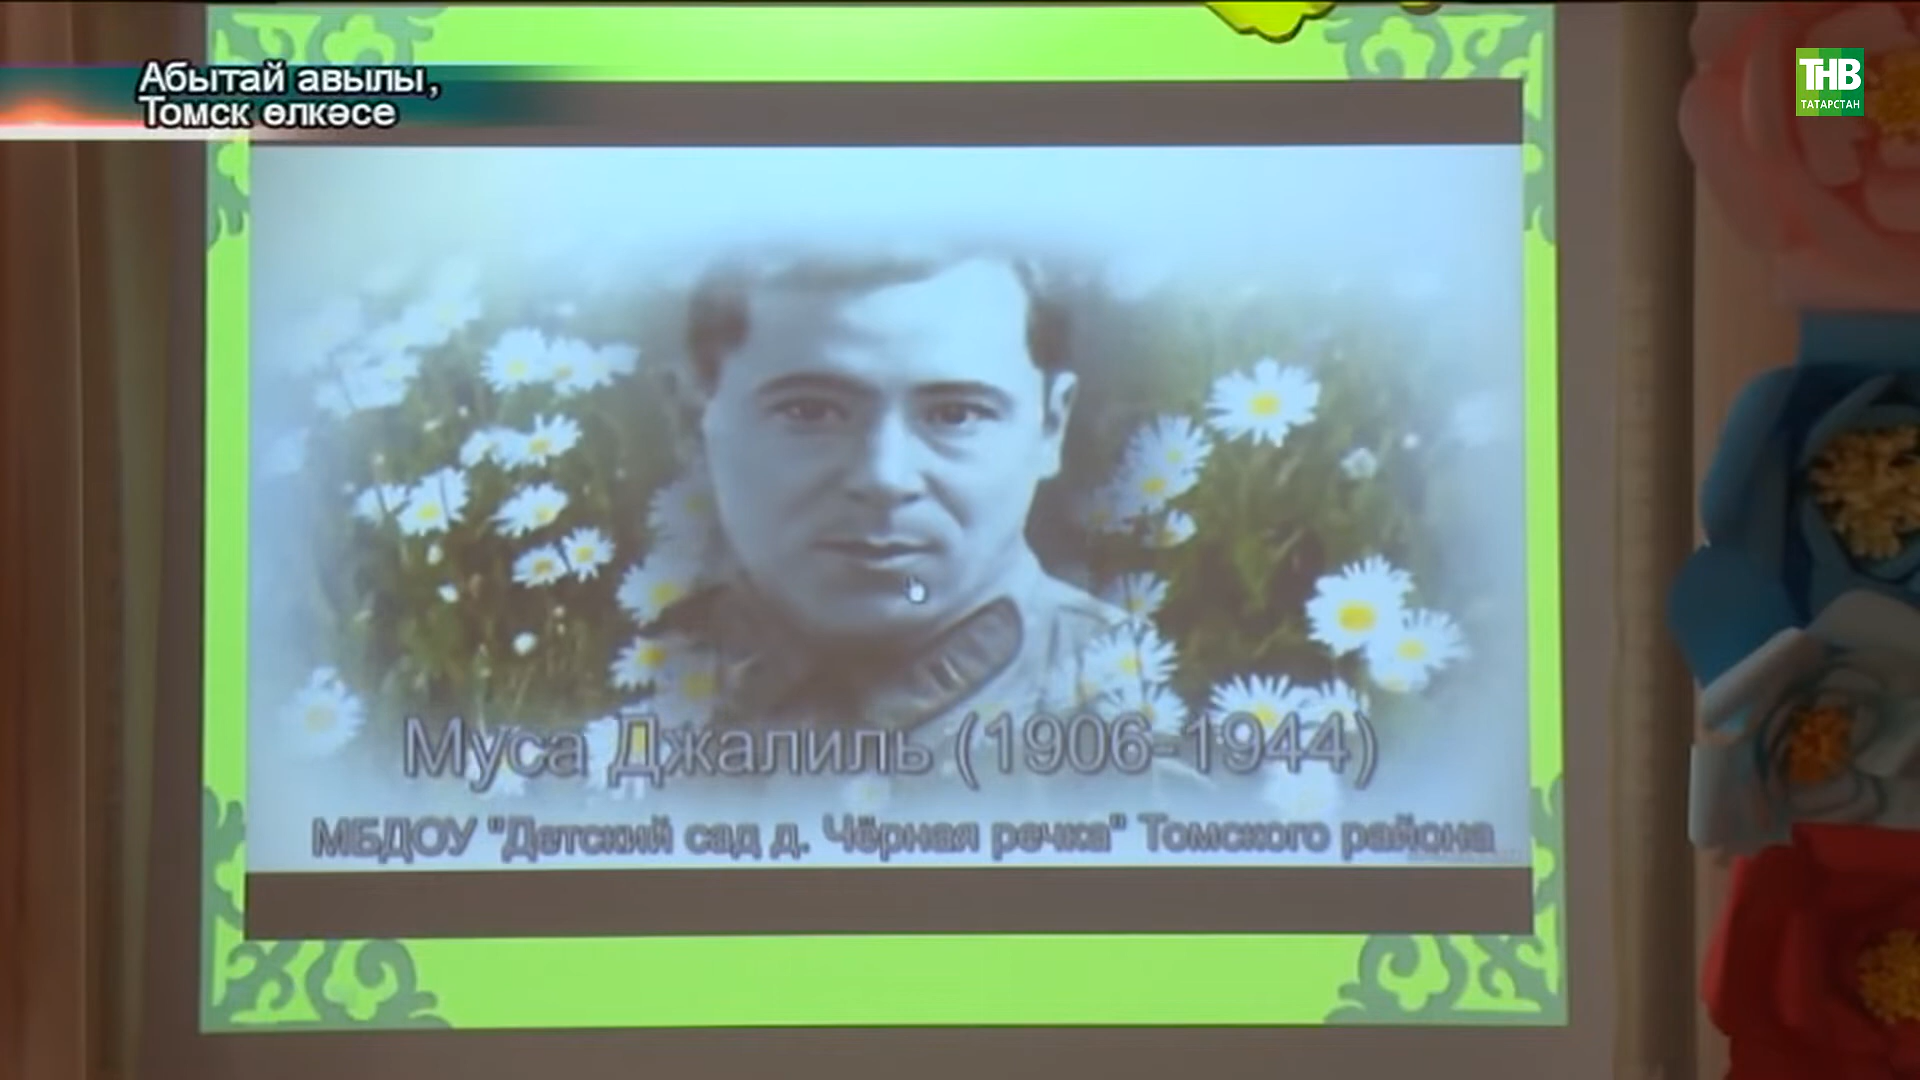 Абытай авылы,
Томск өлкәсе
ТНВ
ТАТАРСТАН
Муса Джалиль (1906-1944)
МБДОУ "Детский сад д. Чёрная речка" Томского района